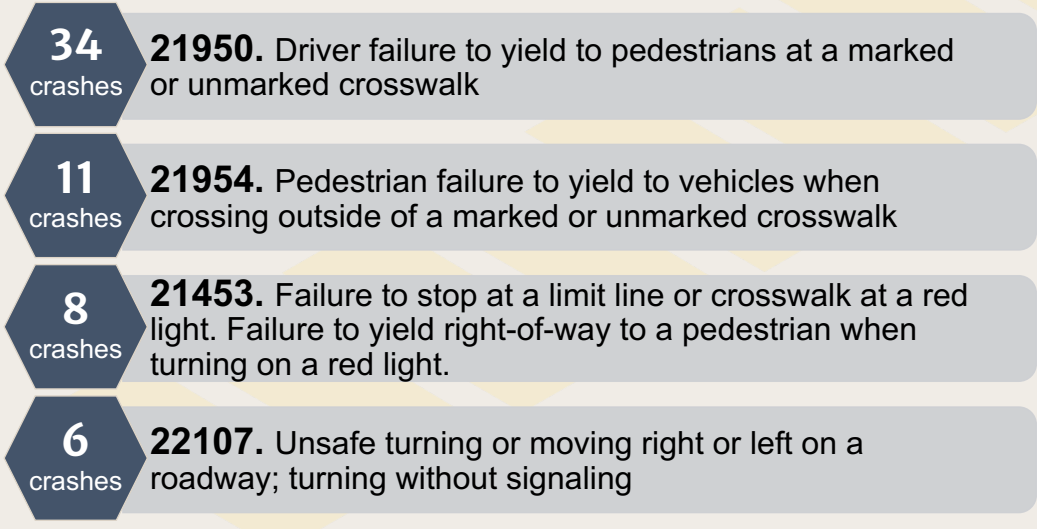 34
crashes
21950. Driver failure to yield to pedestrians at a marked
or unmarked crosswalk
11
crashes
21954. Pedestrian failure to yield to vehicles when
crossing outside of a marked or unmarked crosswalk
8
crashes
21453. Failure to stop at a limit line or crosswalk at a red
light. Failure to yield right-of-way to a pedestrian when
turning on a red light.
6
crashes
22107. Unsafe turning or moving right or left on a
roadway; turning without signaling